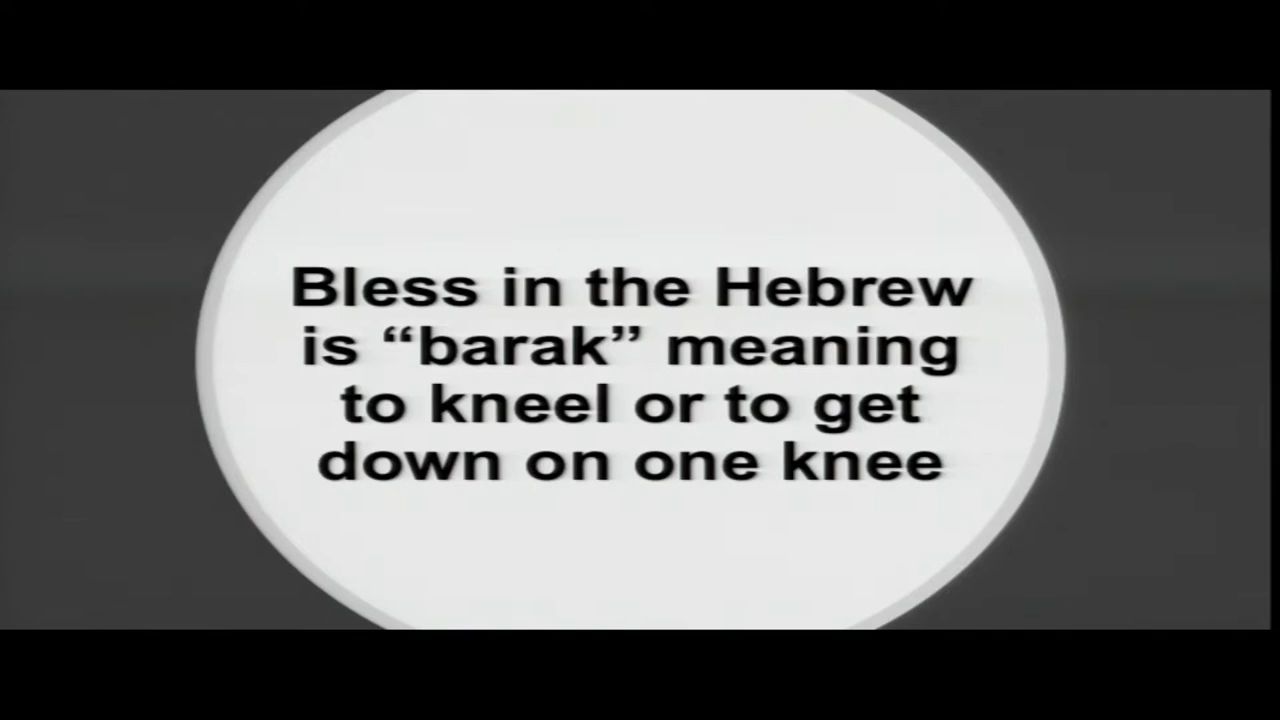 Bless in the Hebrew
is “barak” meaning
to kneel or to get
down on one knee